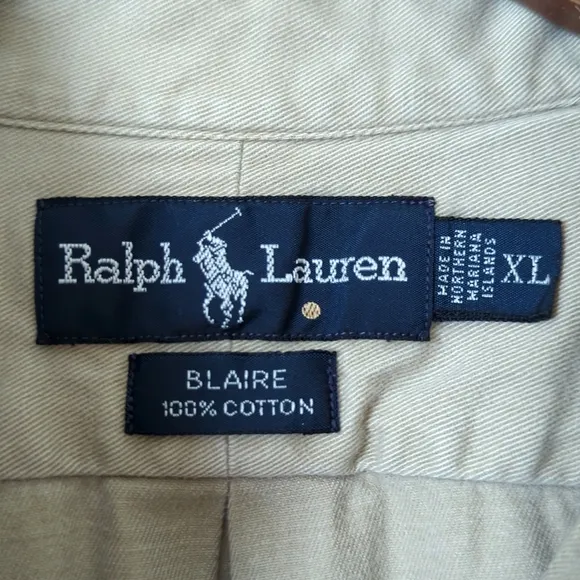 Ralph Lauren
MADE IN
NORTHERN
MARIANA
ISLANDS
XL
BLAIRE
100% COTTON